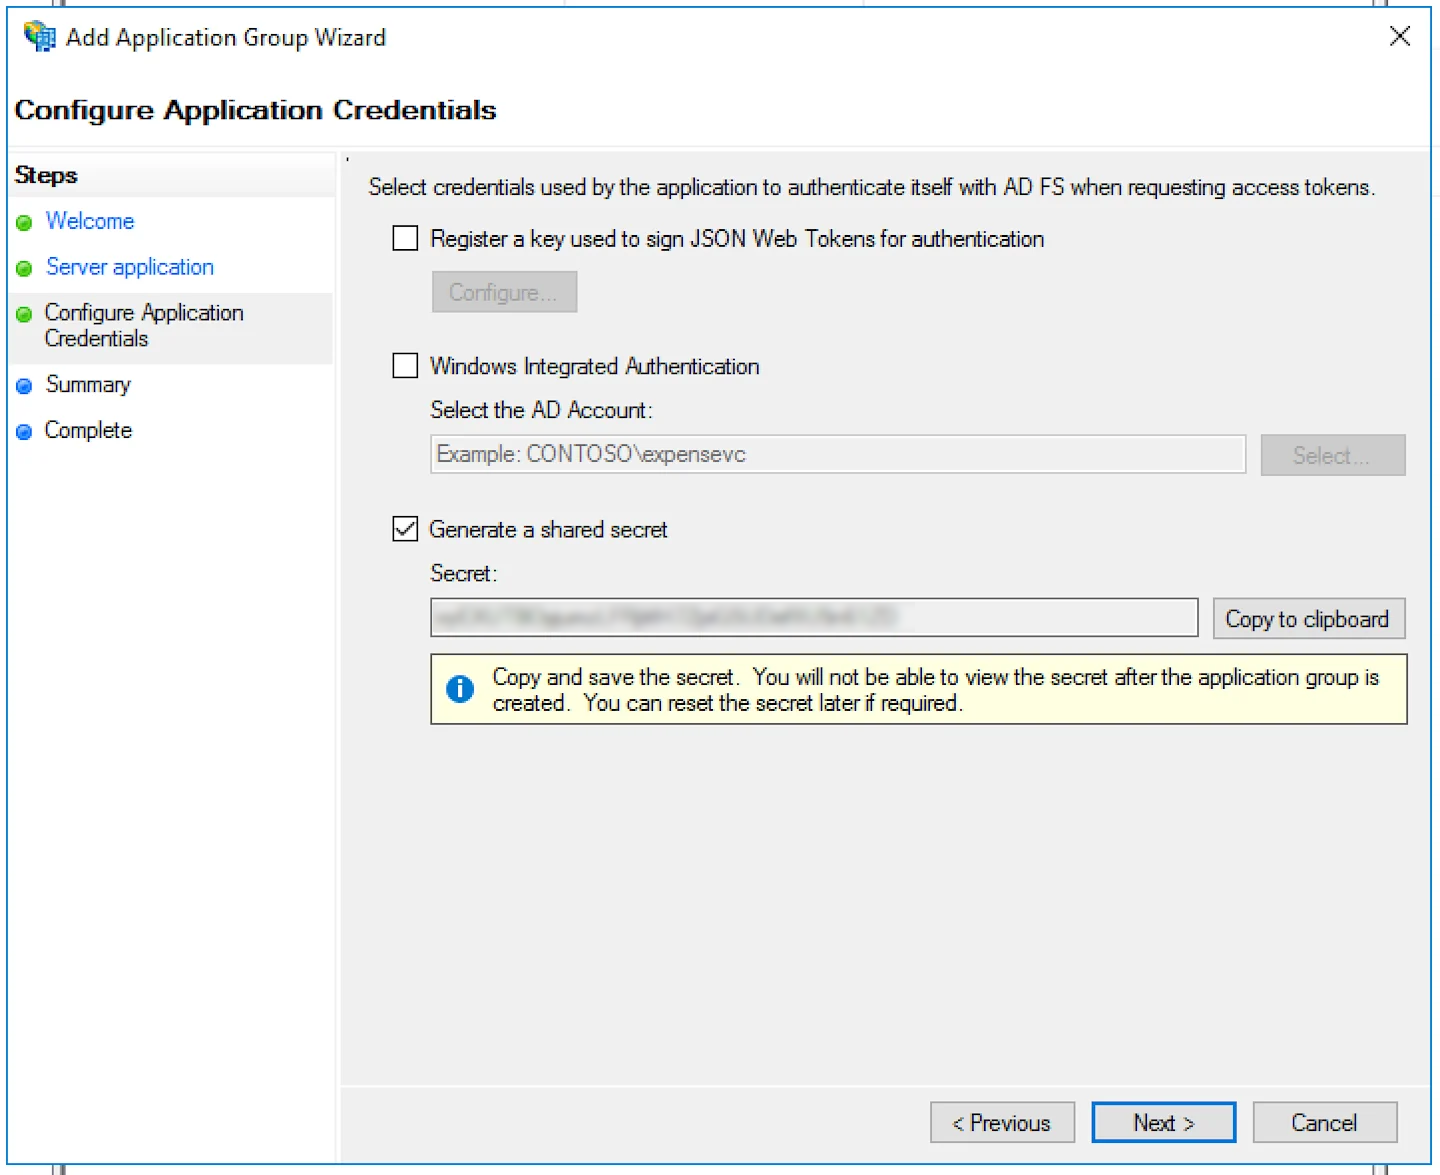 Add Application Group Wizard
Configure Application Credentials
Steps
Welcome
Server application
Configure Application
Credentials
Summary
Complete
Select credentials used by the application to authenticate itself with AD FS when requesting access tokens.
Register a key used to sign JSON Web Tokens for authentication
Configure...
Windows Integrated Authentication
Select the AD Account:
Example: CONTOSO\expensevc
Select...
Generate a shared secret
Secret:
Copy to clipboard
Copy and save the secret.  You will not be able to view the secret after the application group is
created.  You can reset the secret later if required.
< Previous
Next >
Cancel